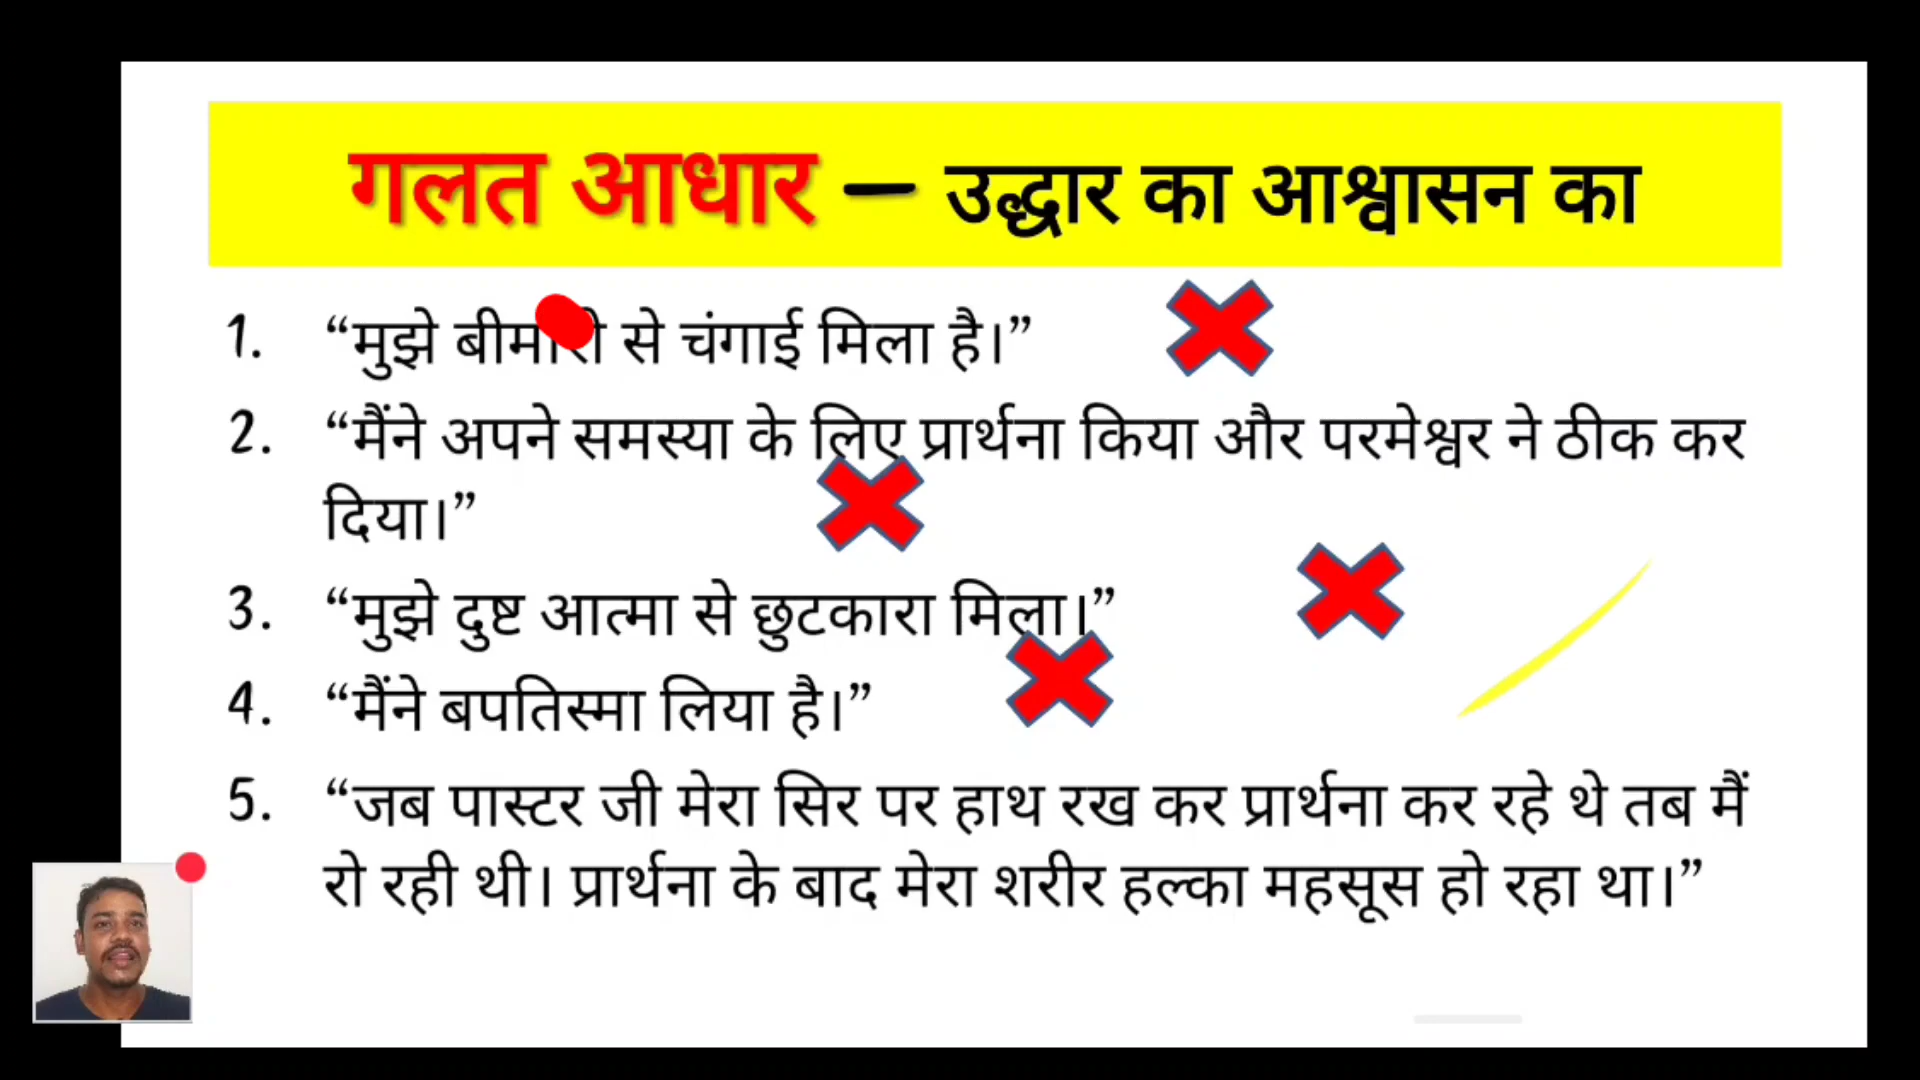 गलत आधार – उद्धार का आश्वासन का
1. “मुझे बीमारी से चंगाई मिला है।”
2. “मैंने अपने समस्या के लिए प्रार्थना किया और परमेश्वर ने ठीक कर
दिया।”
3. “मुझे दुष्ट आत्मा से छुटकारा मिला।”
4. “मैंने बपतिस्मा लिया है।”
5. “जब पास्टर जी मेरा सिर पर हाथ रख कर प्रार्थना कर रहे थे तब मैं
रो रही थी। प्रार्थना के बाद मेरा शरीर हल्का महसूस हो रहा था।”